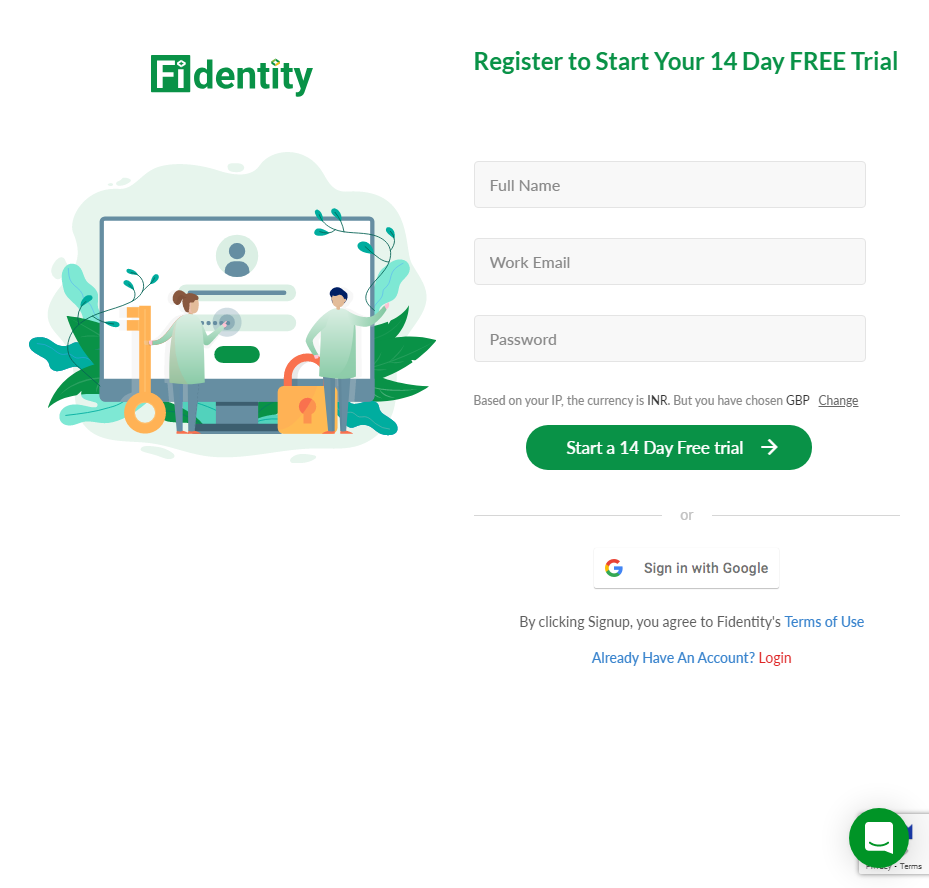 Fidentity
Register to Start Your 14 Day FREE Trial
Full Name
Work Email
Password
Based on your IP, the currency is INR. But you have chosen GBP Change
Start a 14 Day Free trial
or
Sign in with Google
By clicking Signup, you agree to Fidentity's Terms of Use
Already Have An Account? Login
Privacy - Terms